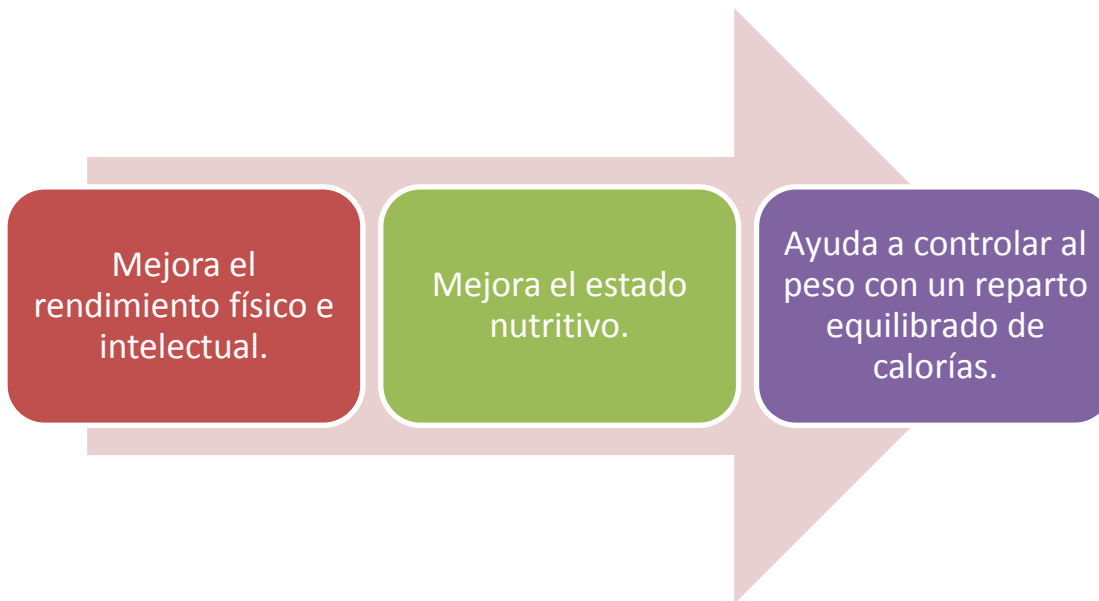 Mejora el
rendimiento físico e
intelectual.
Mejora el estado
nutritivo.
Ayuda a controlar al
peso con un reparto
equilibrado de
calorías.